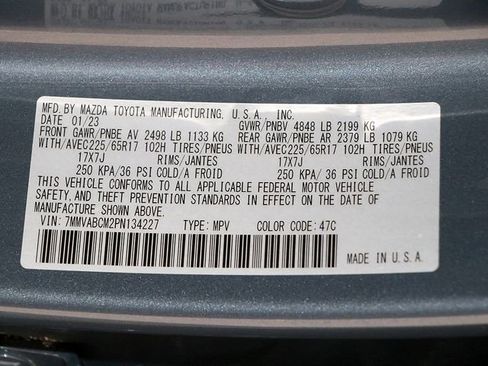 MFD. BY MAZDA TOYOTA MANUFACTURING, U.S.A., INC.
DATE 01/23 GVWR/PNBV 4848 LB 2199 KG
FRONT GAWR/PNBE AV 2498 LB 1133 KG REAR GAWR/PNBE AR 2379 LB 1079 KG
WITH/AVEC225/65R17 102H TIRES/PNEUS WITH/AVEC225/65R17 102H TIRES/PNEUS
17X7J RIMS/JANTES 17X7J RIMS/JANTES
250 KPA/36 PSI COLD/A FROID 250 KPA/ 36 PSI COLD/A FROID
THIS VEHICLE CONFORMS TO ALL APPLICABLE FEDERAL MOTOR VEHICLE
SAFETY, AND THEFT PREVENTION STANDARDS IN EFFECT ON THE DATE OF
MANUFACTURE SHOWN ABOVE.
VIN: 7MMVABCM2PN134227 TYPE: MPV COLOR CODE: 47C
MADE IN U.S.A.